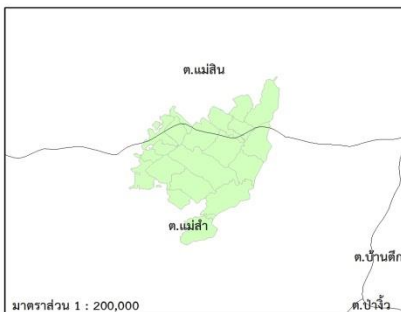 ต.แม่สิน
ต.แม่สำ
ต.บ้านตึก
มาตราส่วน 1 : 200,000
ต.ป่างิ้ว